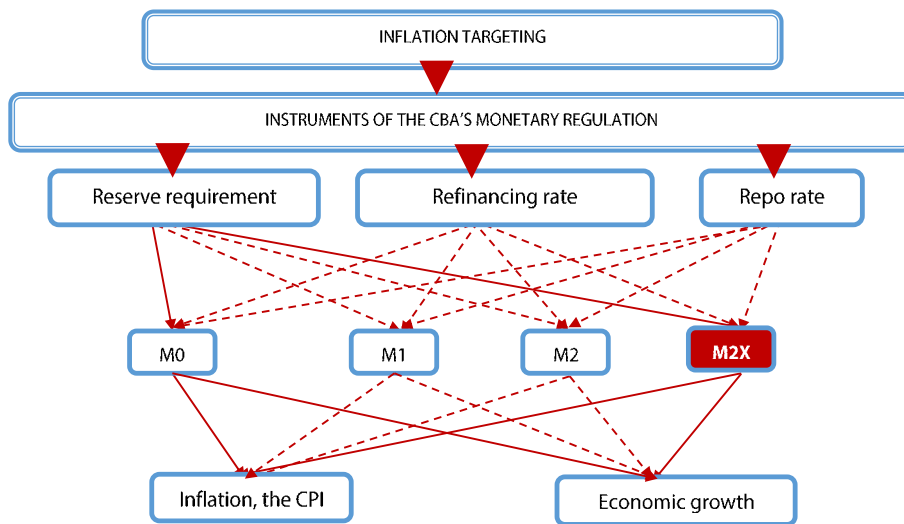 INFLATION TARGETING
INSTRUMENTS OF THE CBA'S MONETARY REGULATION
Reserve requirement
Refinancing rate
Repo rate
M0
M1
M2
M2X
Inflation, the CPI
Economic growth